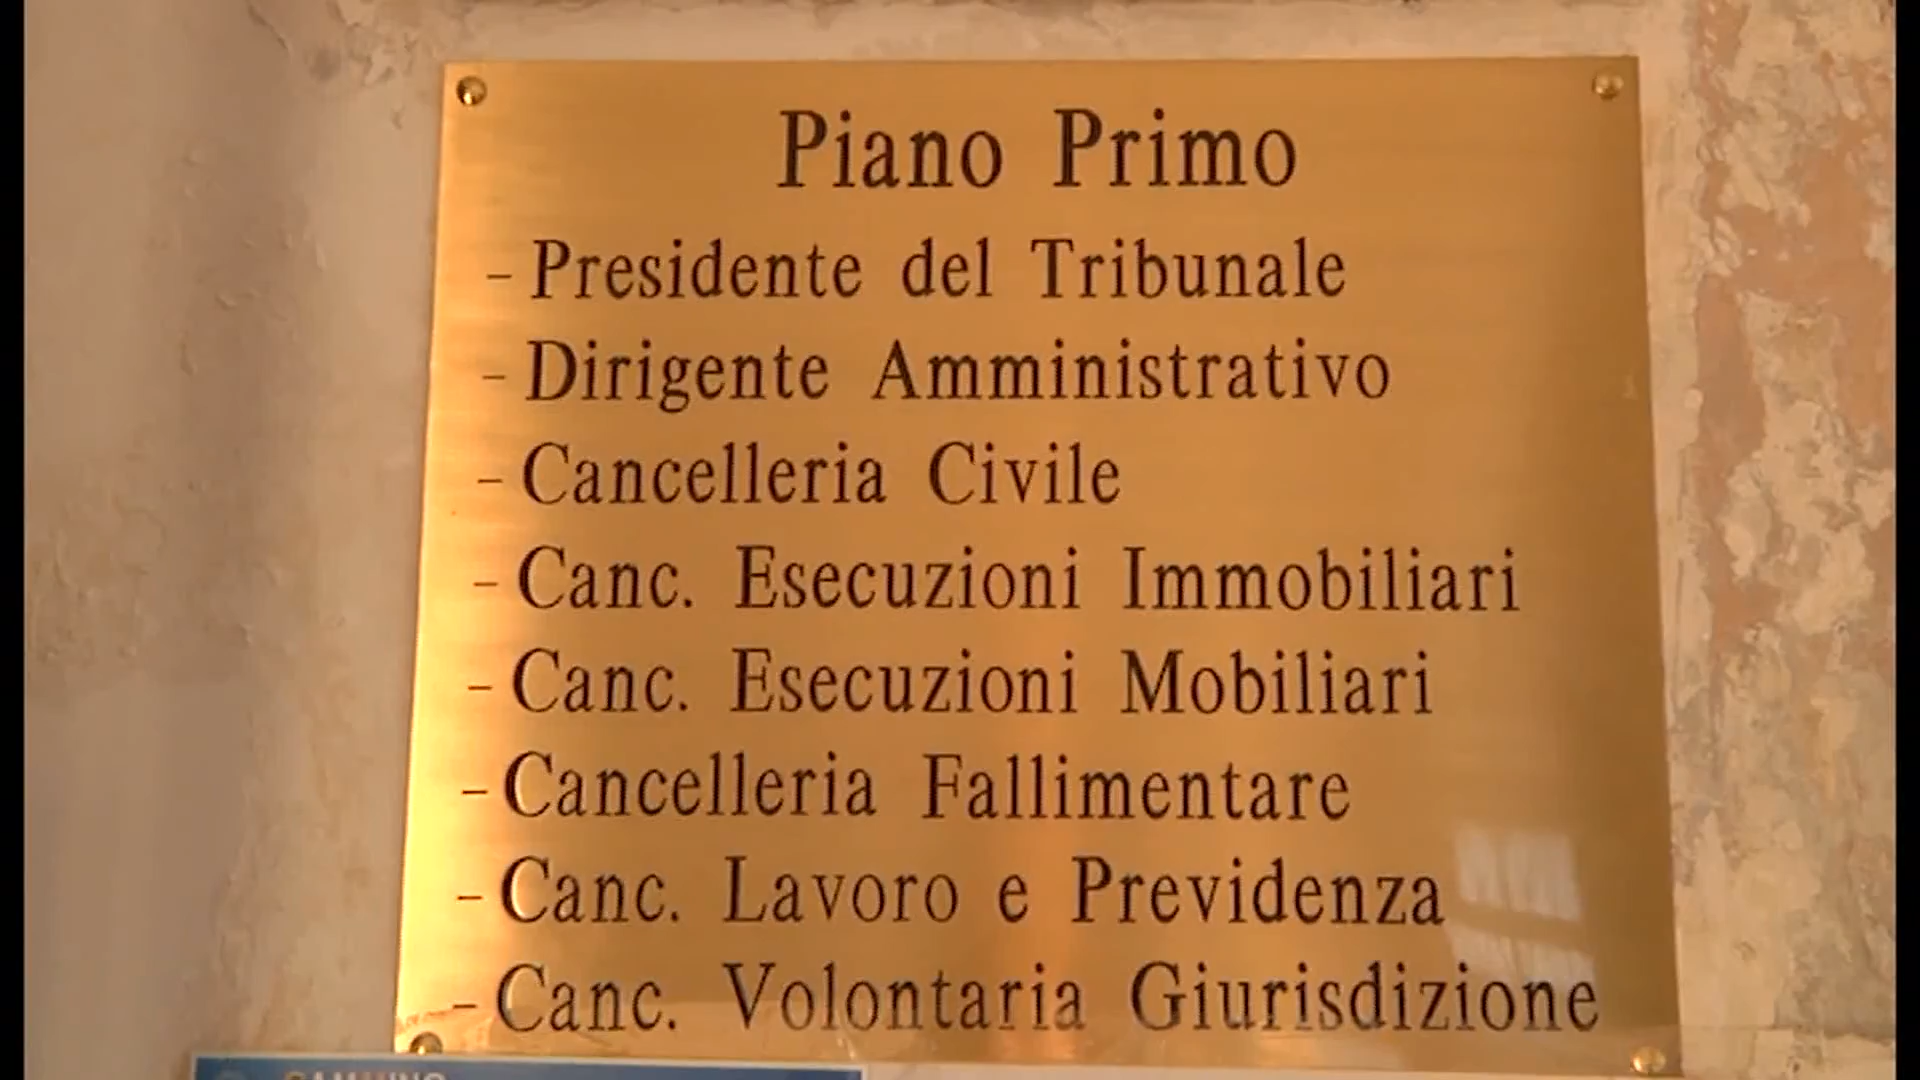 Piano Primo
- Presidente del Tribunale
- Dirigente Amministrativo
- Cancelleria Civile
- Canc. Esecuzioni Immobiliari
- Canc. Esecuzioni Mobiliari
- Cancelleria Fallimentare
- Canc. Lavoro e Previdenza
- Canc. Volontaria Giurisdizione